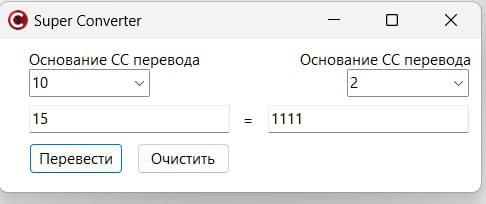 Super Converter
Основание СС перевода Основание СС перевода
10 2
15 = 1111
Перевести Очистить